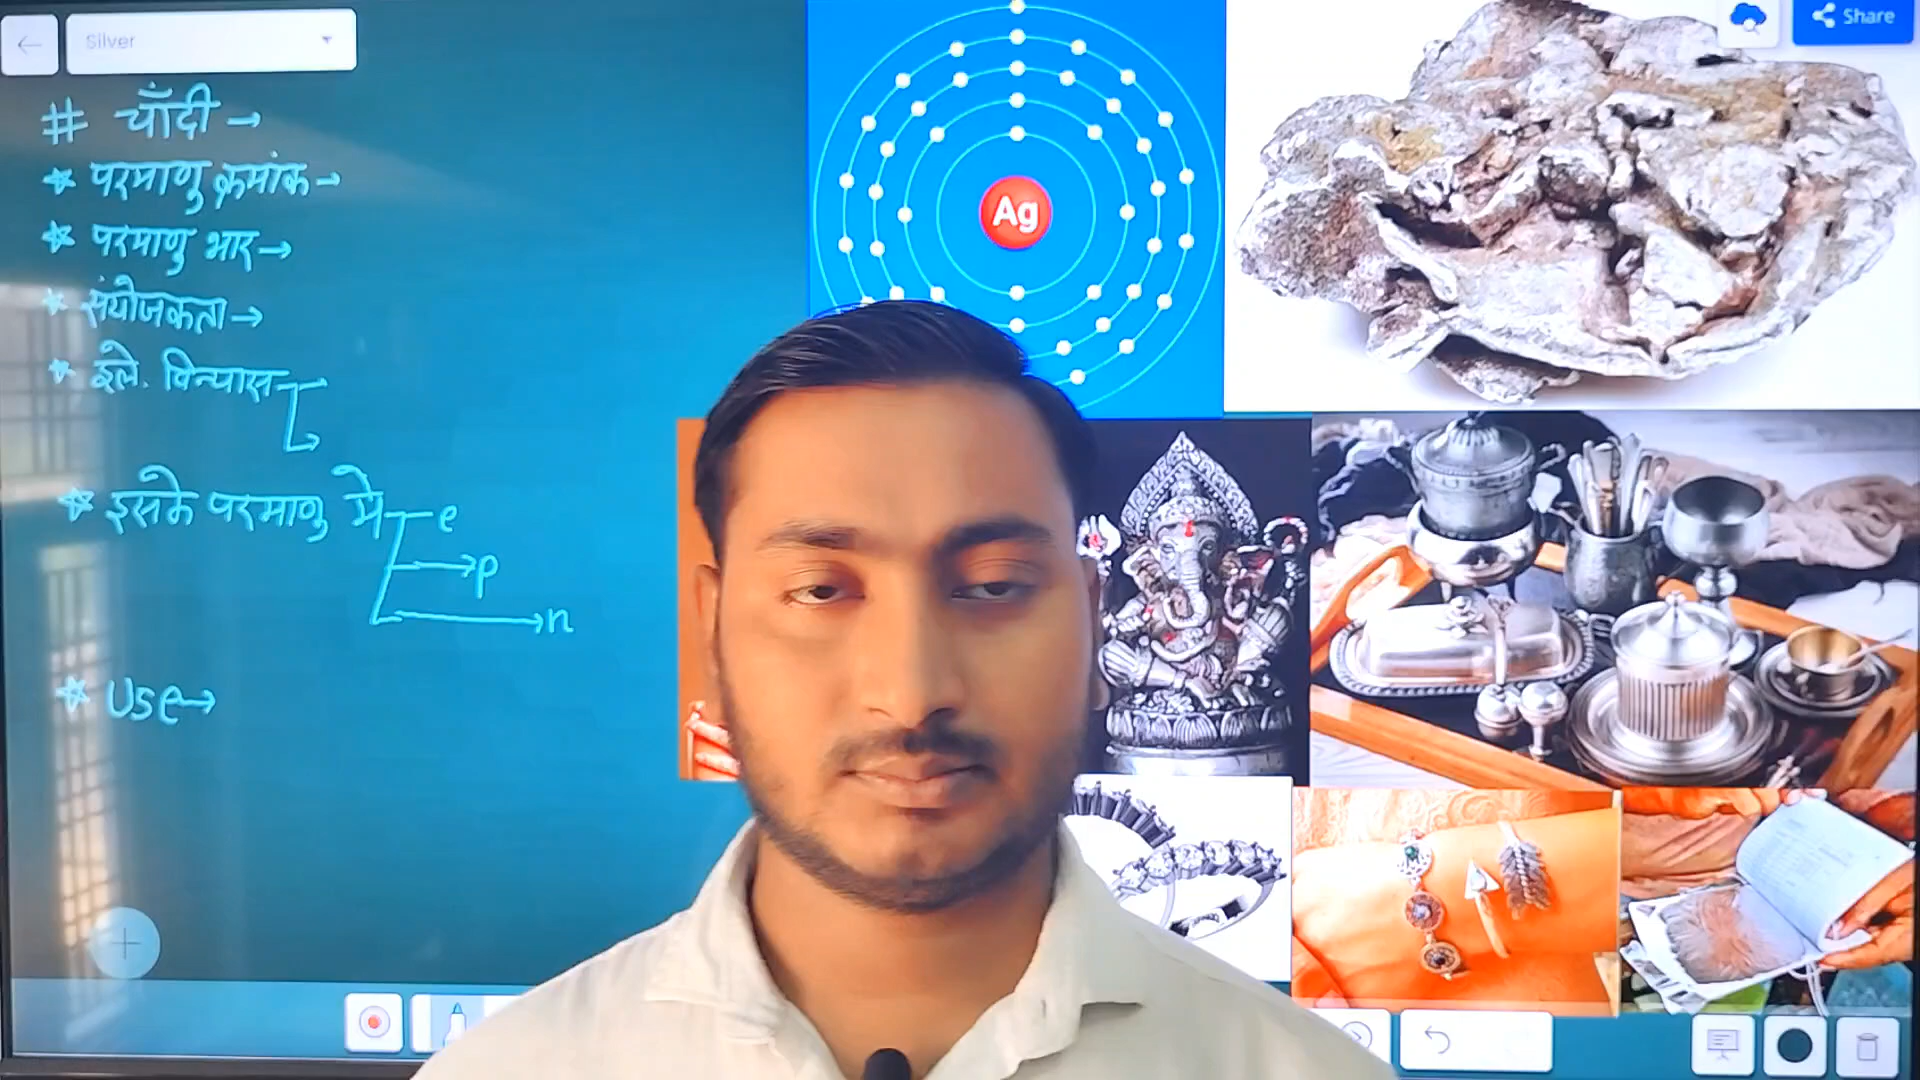 Silver
Share
# चाँदी →
* परमाणु क्रमांक →
* परमाणु भार →
* संयोजकता →
* इले. विन्यास
* इसके परमाणु में e
→ p
→ n
* Use →
Ag